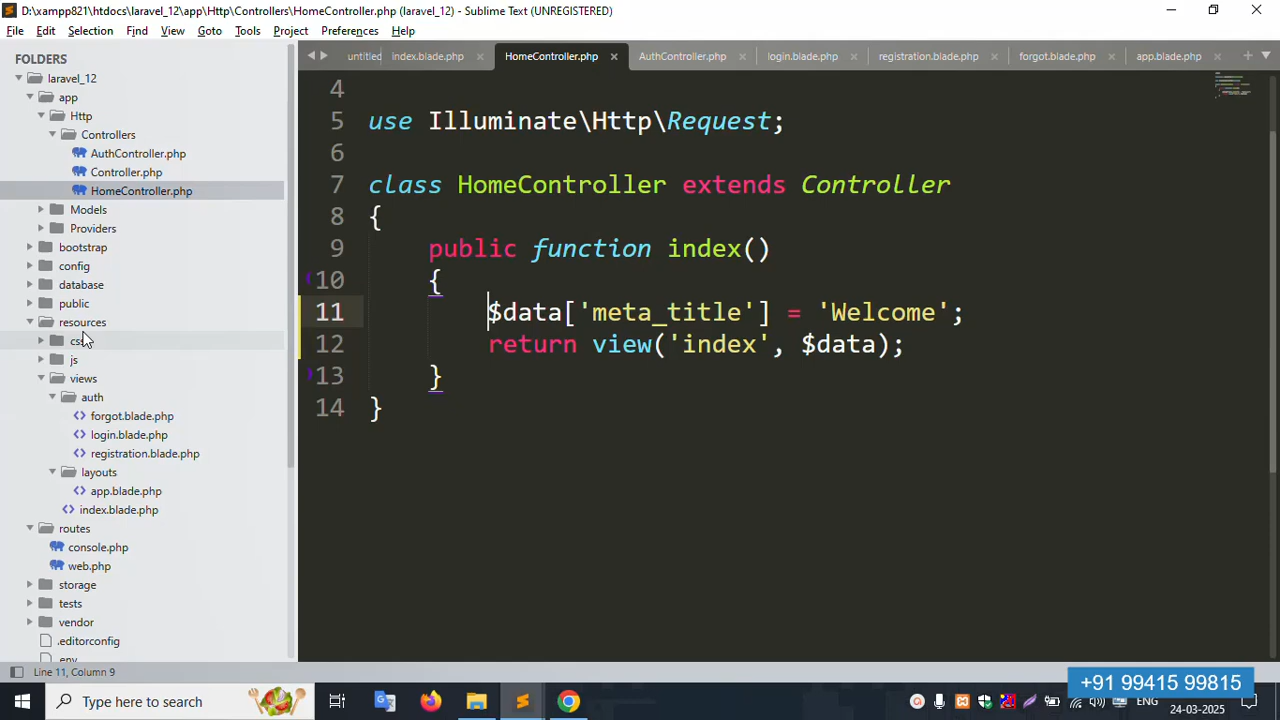 D:\xampp821\htdocs\laravel_12\app\Http\Controllers\HomeController.php (laravel_12) - Sublime Text (UNREGISTERED)
File Edit Selection Find View Goto Tools Project Preferences Help
FOLDERS
laravel_12
app
Http
Controllers
AuthController.php
Controller.php
HomeController.php
Models
Providers
bootstrap
config
database
public
resources
css
js
views
auth
forgot.blade.php
login.blade.php
registration.blade.php
layouts
app.blade.php
index.blade.php
routes
console.php
web.php
storage
tests
vendor
.editorconfig
.env
untitled index.blade.php HomeController.php AuthController.php login.blade.php registration.blade.php forgot.blade.php app.blade.php
4
5 use Illuminate\Http\Request;
6
7 class HomeController extends Controller
8 {
9 public function index()
10 {
11 $data['meta_title'] = 'Welcome';
12 return view('index', $data);
13 }
14 }
Line 11, Column 9
+91 99415 99815
Type here to search
ENG
24-03-2025